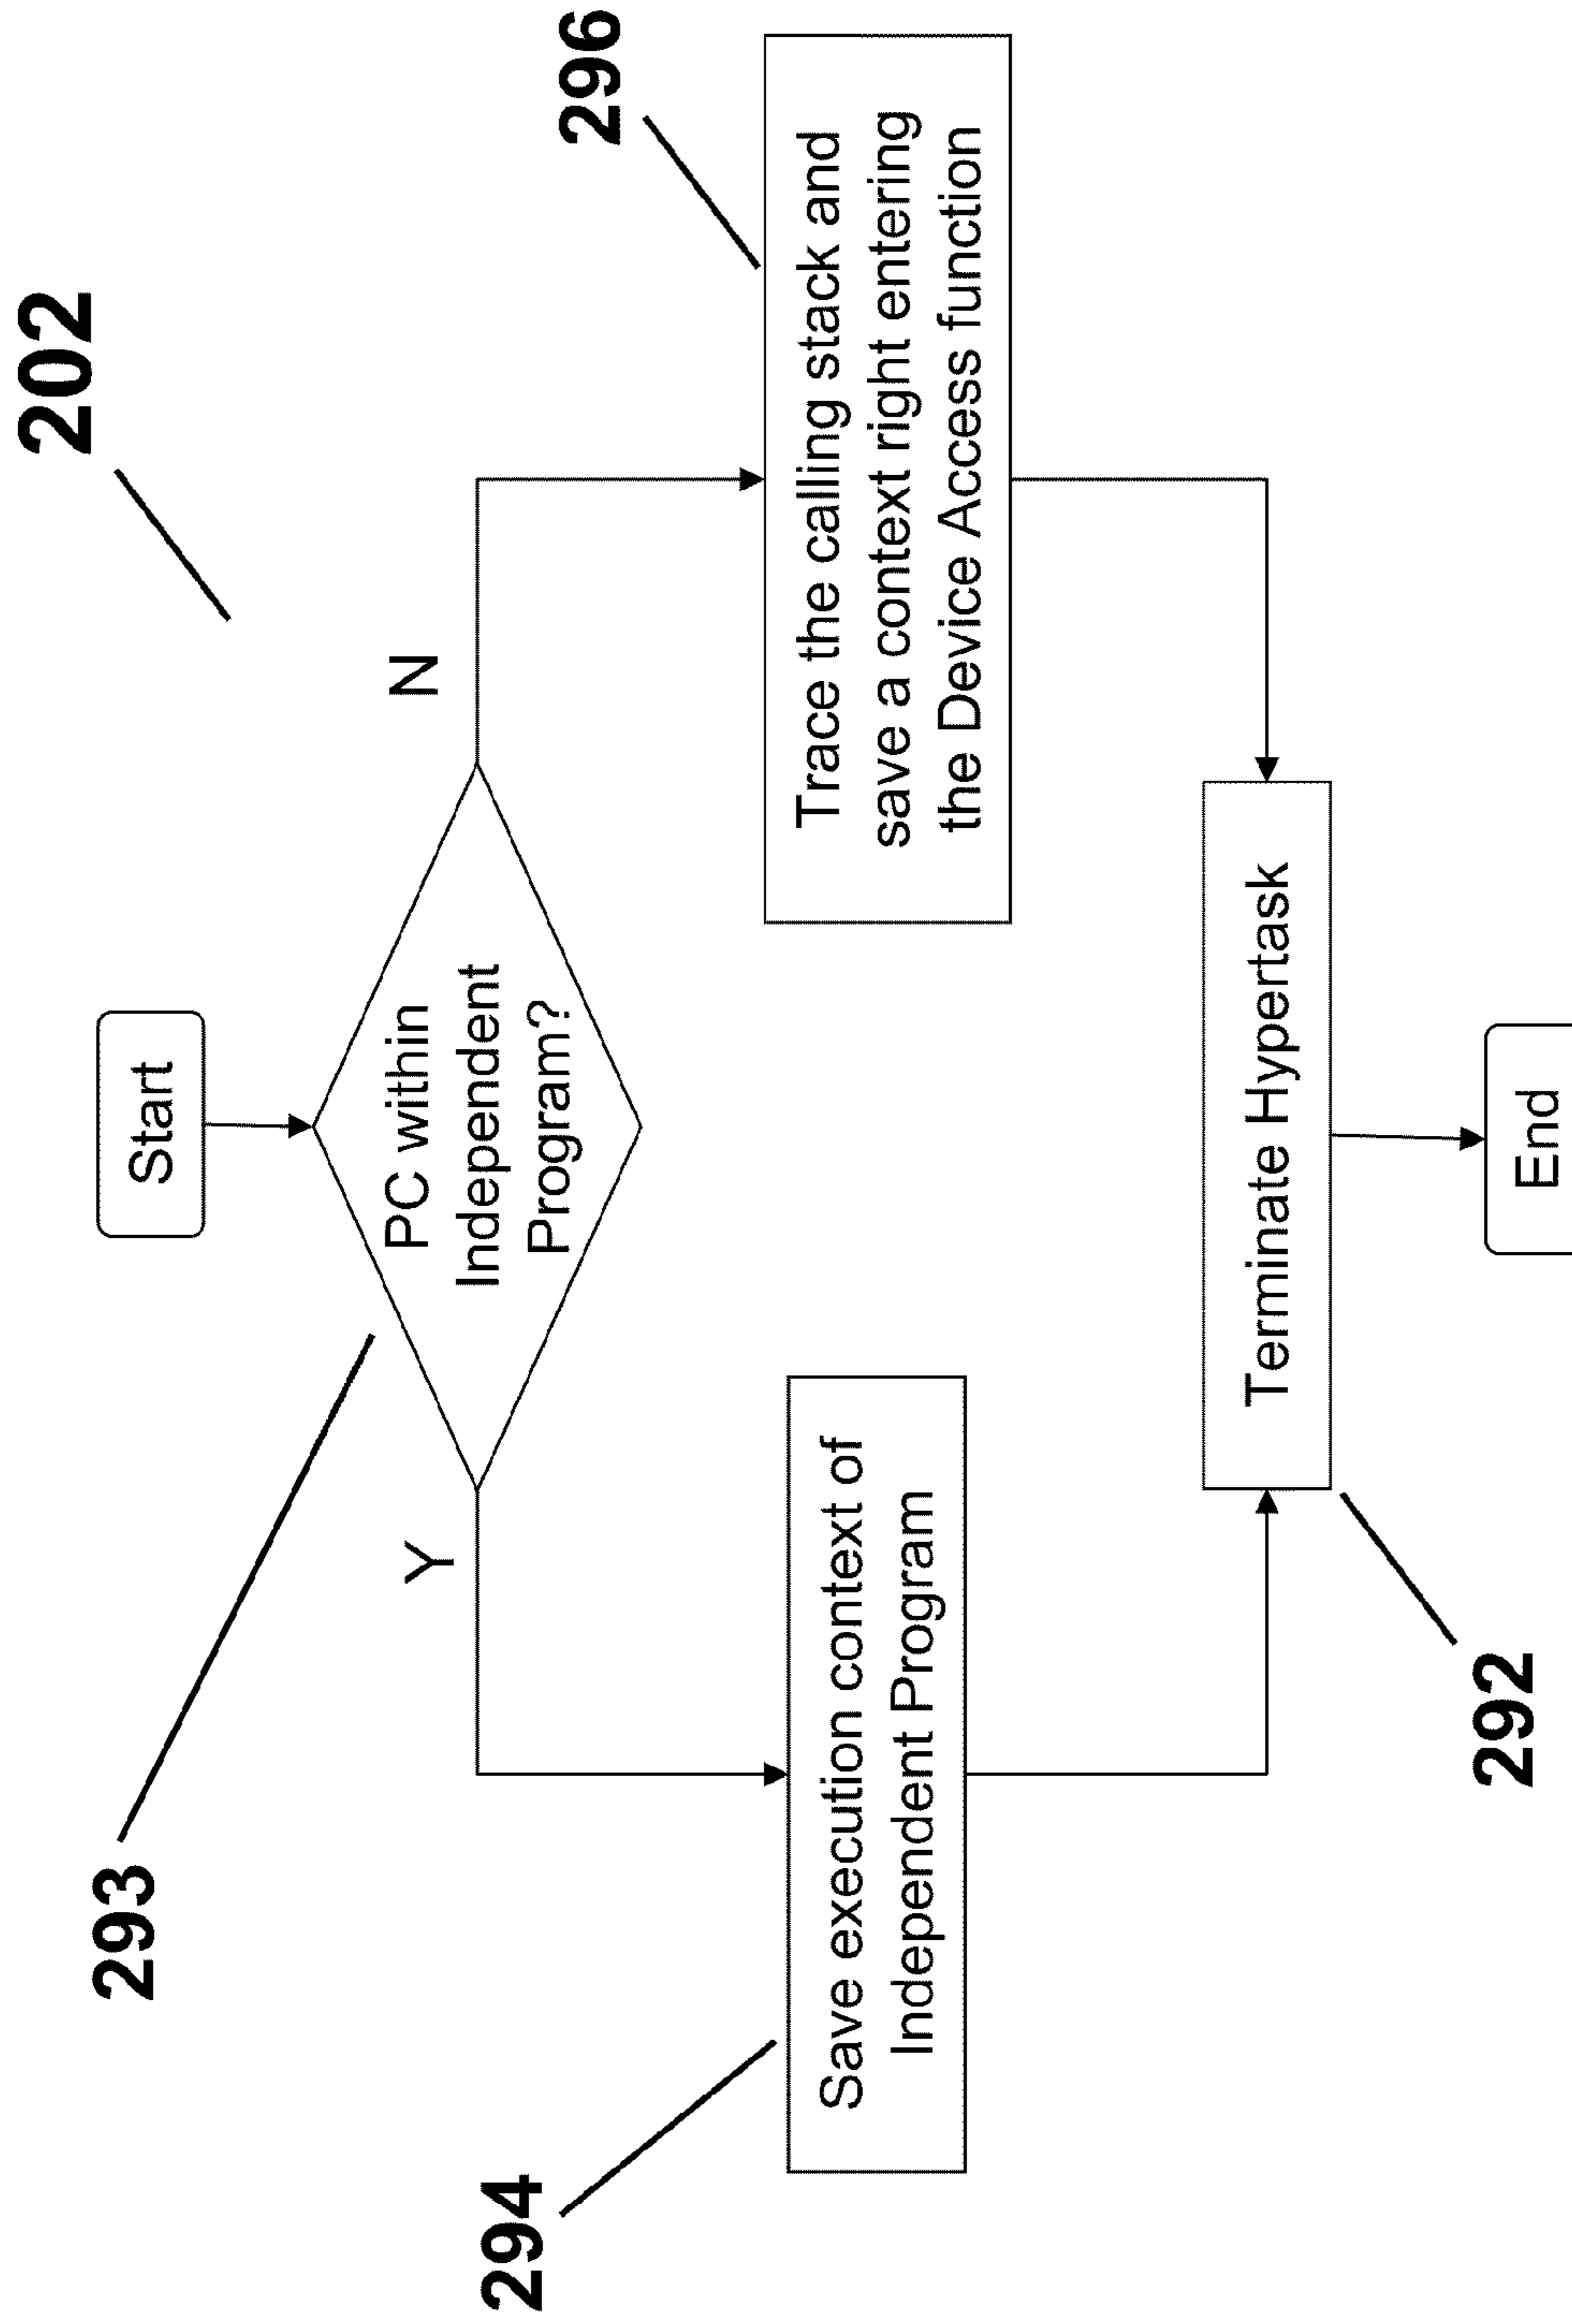 202
Start
293
PC within
Independent
Program?
Y
N
294
Save execution context of
Independent Program
296
Trace the calling stack and
save a context right entering
the Device Access function
Terminate Hypertask
292
End